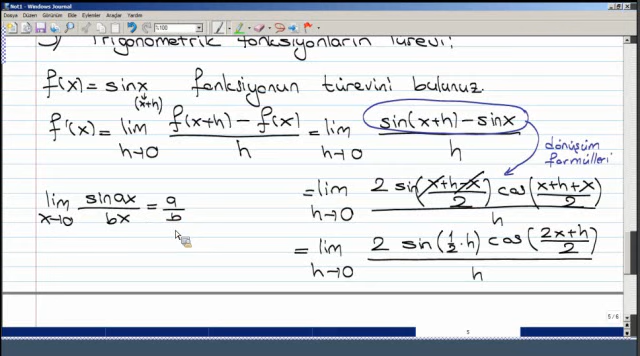 Not1 - Windows Journal
Dosya Düzen Görünüm Ekle Eylemler Araçlar Yardım
%100
Trigonometrik fonksiyonların Türevi:
f(x) = sinx fonksiyonun türevini bulunuz.
(x+h)
f'(x) = lim h→0 f(x+h) - f(x) / h = lim h→0 sin(x+h) - sinx / h
dönüşüm
formülleri
= lim h→0 2 sin(x+h-x / 2) cos(x+h+x / 2) / h
lim x→0 sinax / bx = a / b
= lim h→0 2 sin(1/2 · h) cos(2x+h / 2) / h
5 / 6
5